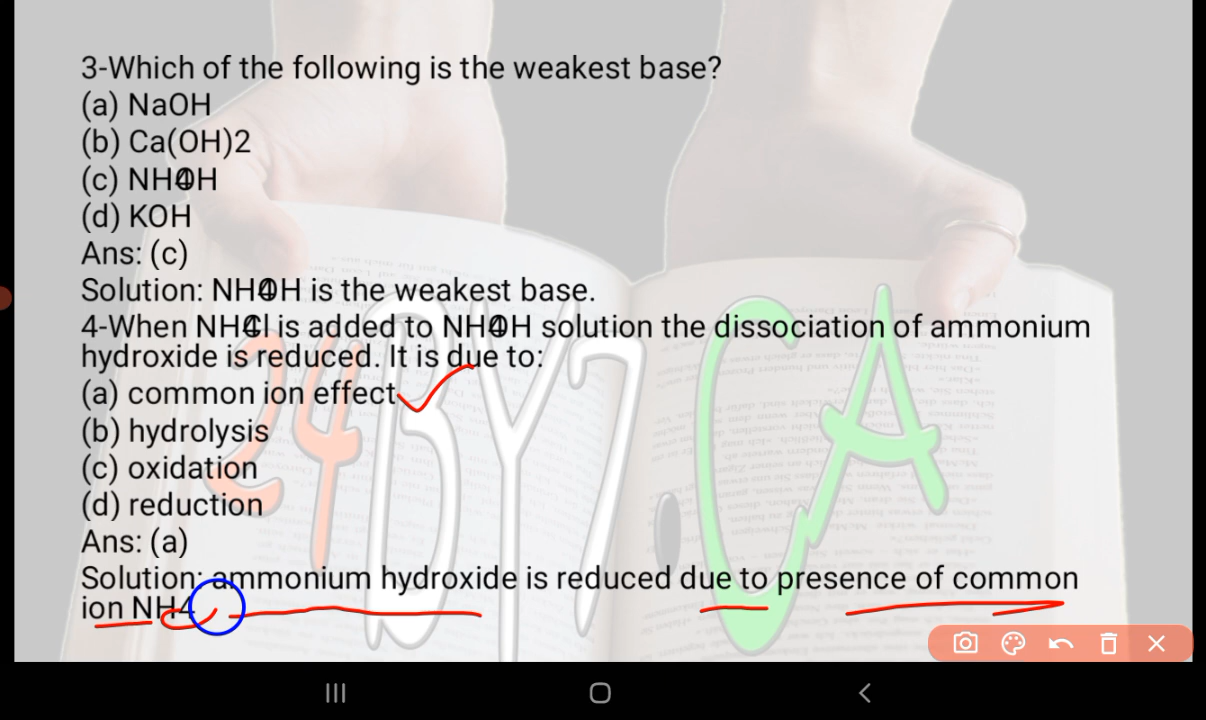 3-Which of the following is the weakest base?
(a) NaOH
(b) Ca(OH)2
(c) NH4OH
(d) KOH
Ans: (c)
Solution: NH4OH is the weakest base.
4-When NH4Cl is added to NH4OH solution the dissociation of ammonium
hydroxide is reduced. It is due to:
(a) common ion effect
(b) hydrolysis
(c) oxidation
(d) reduction
Ans: (a)
Solution: ammonium hydroxide is reduced due to presence of common
ion NH4
24BY7.CA